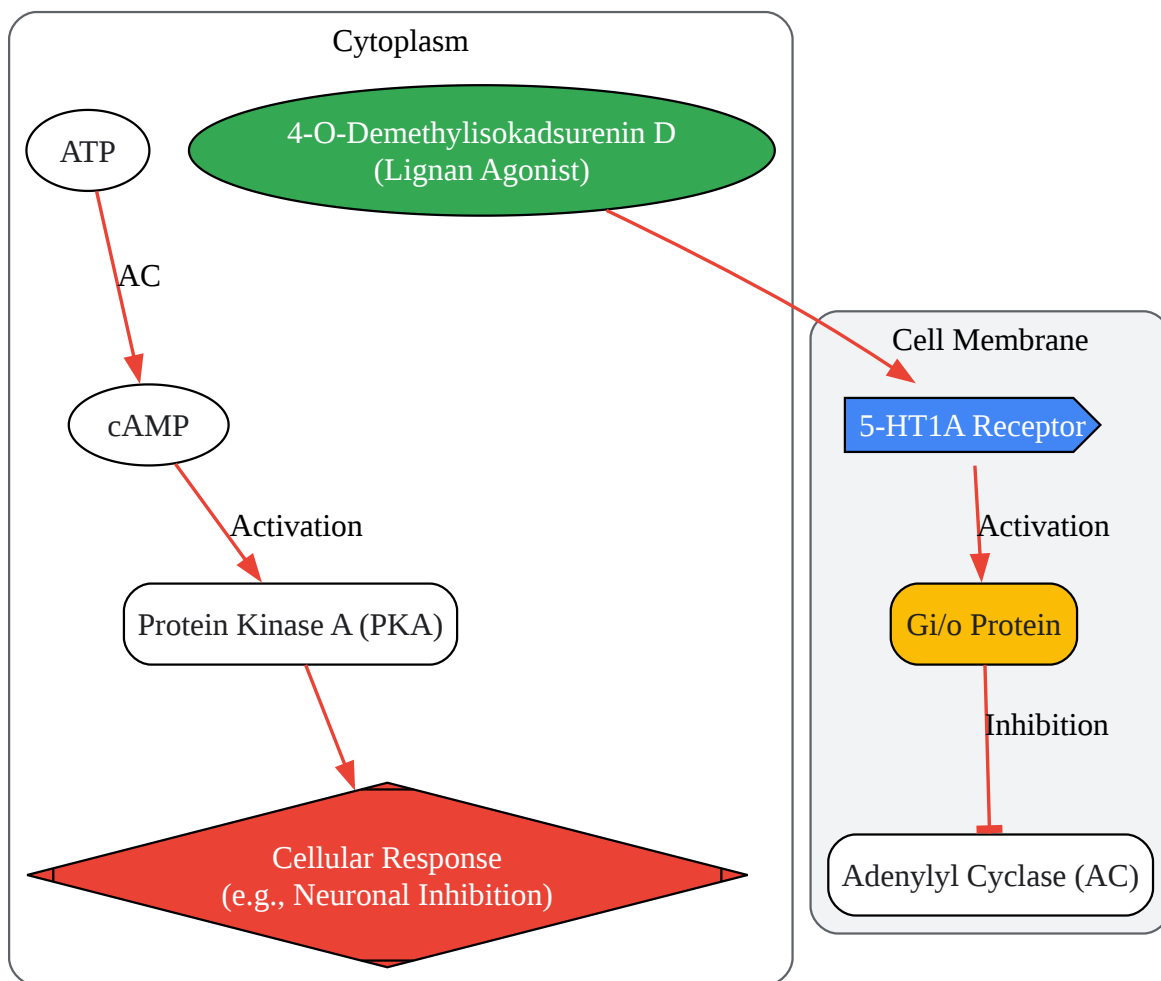 Cytoplasm
ATP
4-O-Demethylisokadsurenin D
(Lignan Agonist)
AC
Cell Membrane
cAMP
5-HT1A Receptor
Activation
Activation
Protein Kinase A (PKA)
Gi/o Protein
Inhibition
Cellular Response
(e.g., Neuronal Inhibition)
Adenylyl Cyclase (AC)